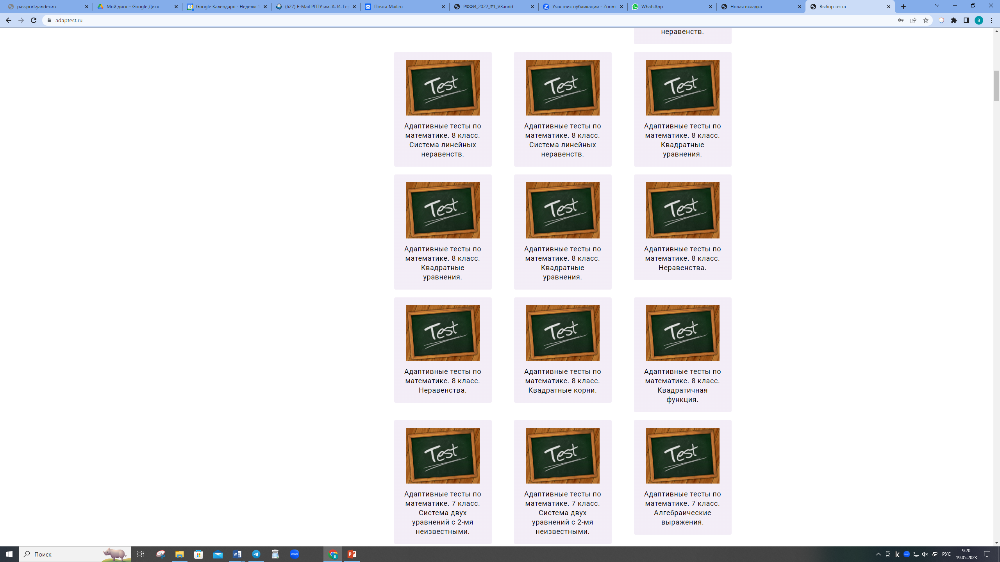 passport.yandex.ru
Мой диск – Google Диск
Google Календарь - Неделя: 1
(627) E-Mail РГПУ им. А. И. Гер
Почта Mail.ru
РФФИ_2022_#1_V3.indd
Участник публикации - Zoom
WhatsApp
Новая вкладка
Выбор теста
adaptest.ru
B
неравенств.
Test
Test
Test
Адаптивные тесты по
математике. 8 класс.
Система линейных
неравенств.
Адаптивные тесты по
математике. 8 класс.
Система линейных
неравенств.
Адаптивные тесты по
математике. 8 класс.
Квадратные
уравнения.
Test
Test
Test
Адаптивные тесты по
математике. 8 класс.
Квадратные
уравнения.
Адаптивные тесты по
математике. 8 класс.
Квадратные
уравнения.
Адаптивные тесты по
математике. 8 класс.
Неравенства.
Test
Test
Test
Адаптивные тесты по
математике. 8 класс.
Неравенства.
Адаптивные тесты по
математике. 8 класс.
Квадратные корни.
Адаптивные тесты по
математике. 8 класс.
Квадратичная
функция.
Test
Test
Test
Адаптивные тесты по
математике. 7 класс.
Система двух
уравнений с 2-мя
неизвестными.
Адаптивные тесты по
математике. 7 класс.
Система двух
уравнений с 2-мя
неизвестными.
Адаптивные тесты по
математике. 7 класс.
Алгебраические
выражения.
Поиск
zoom
РУС
9:20
19.05.2023